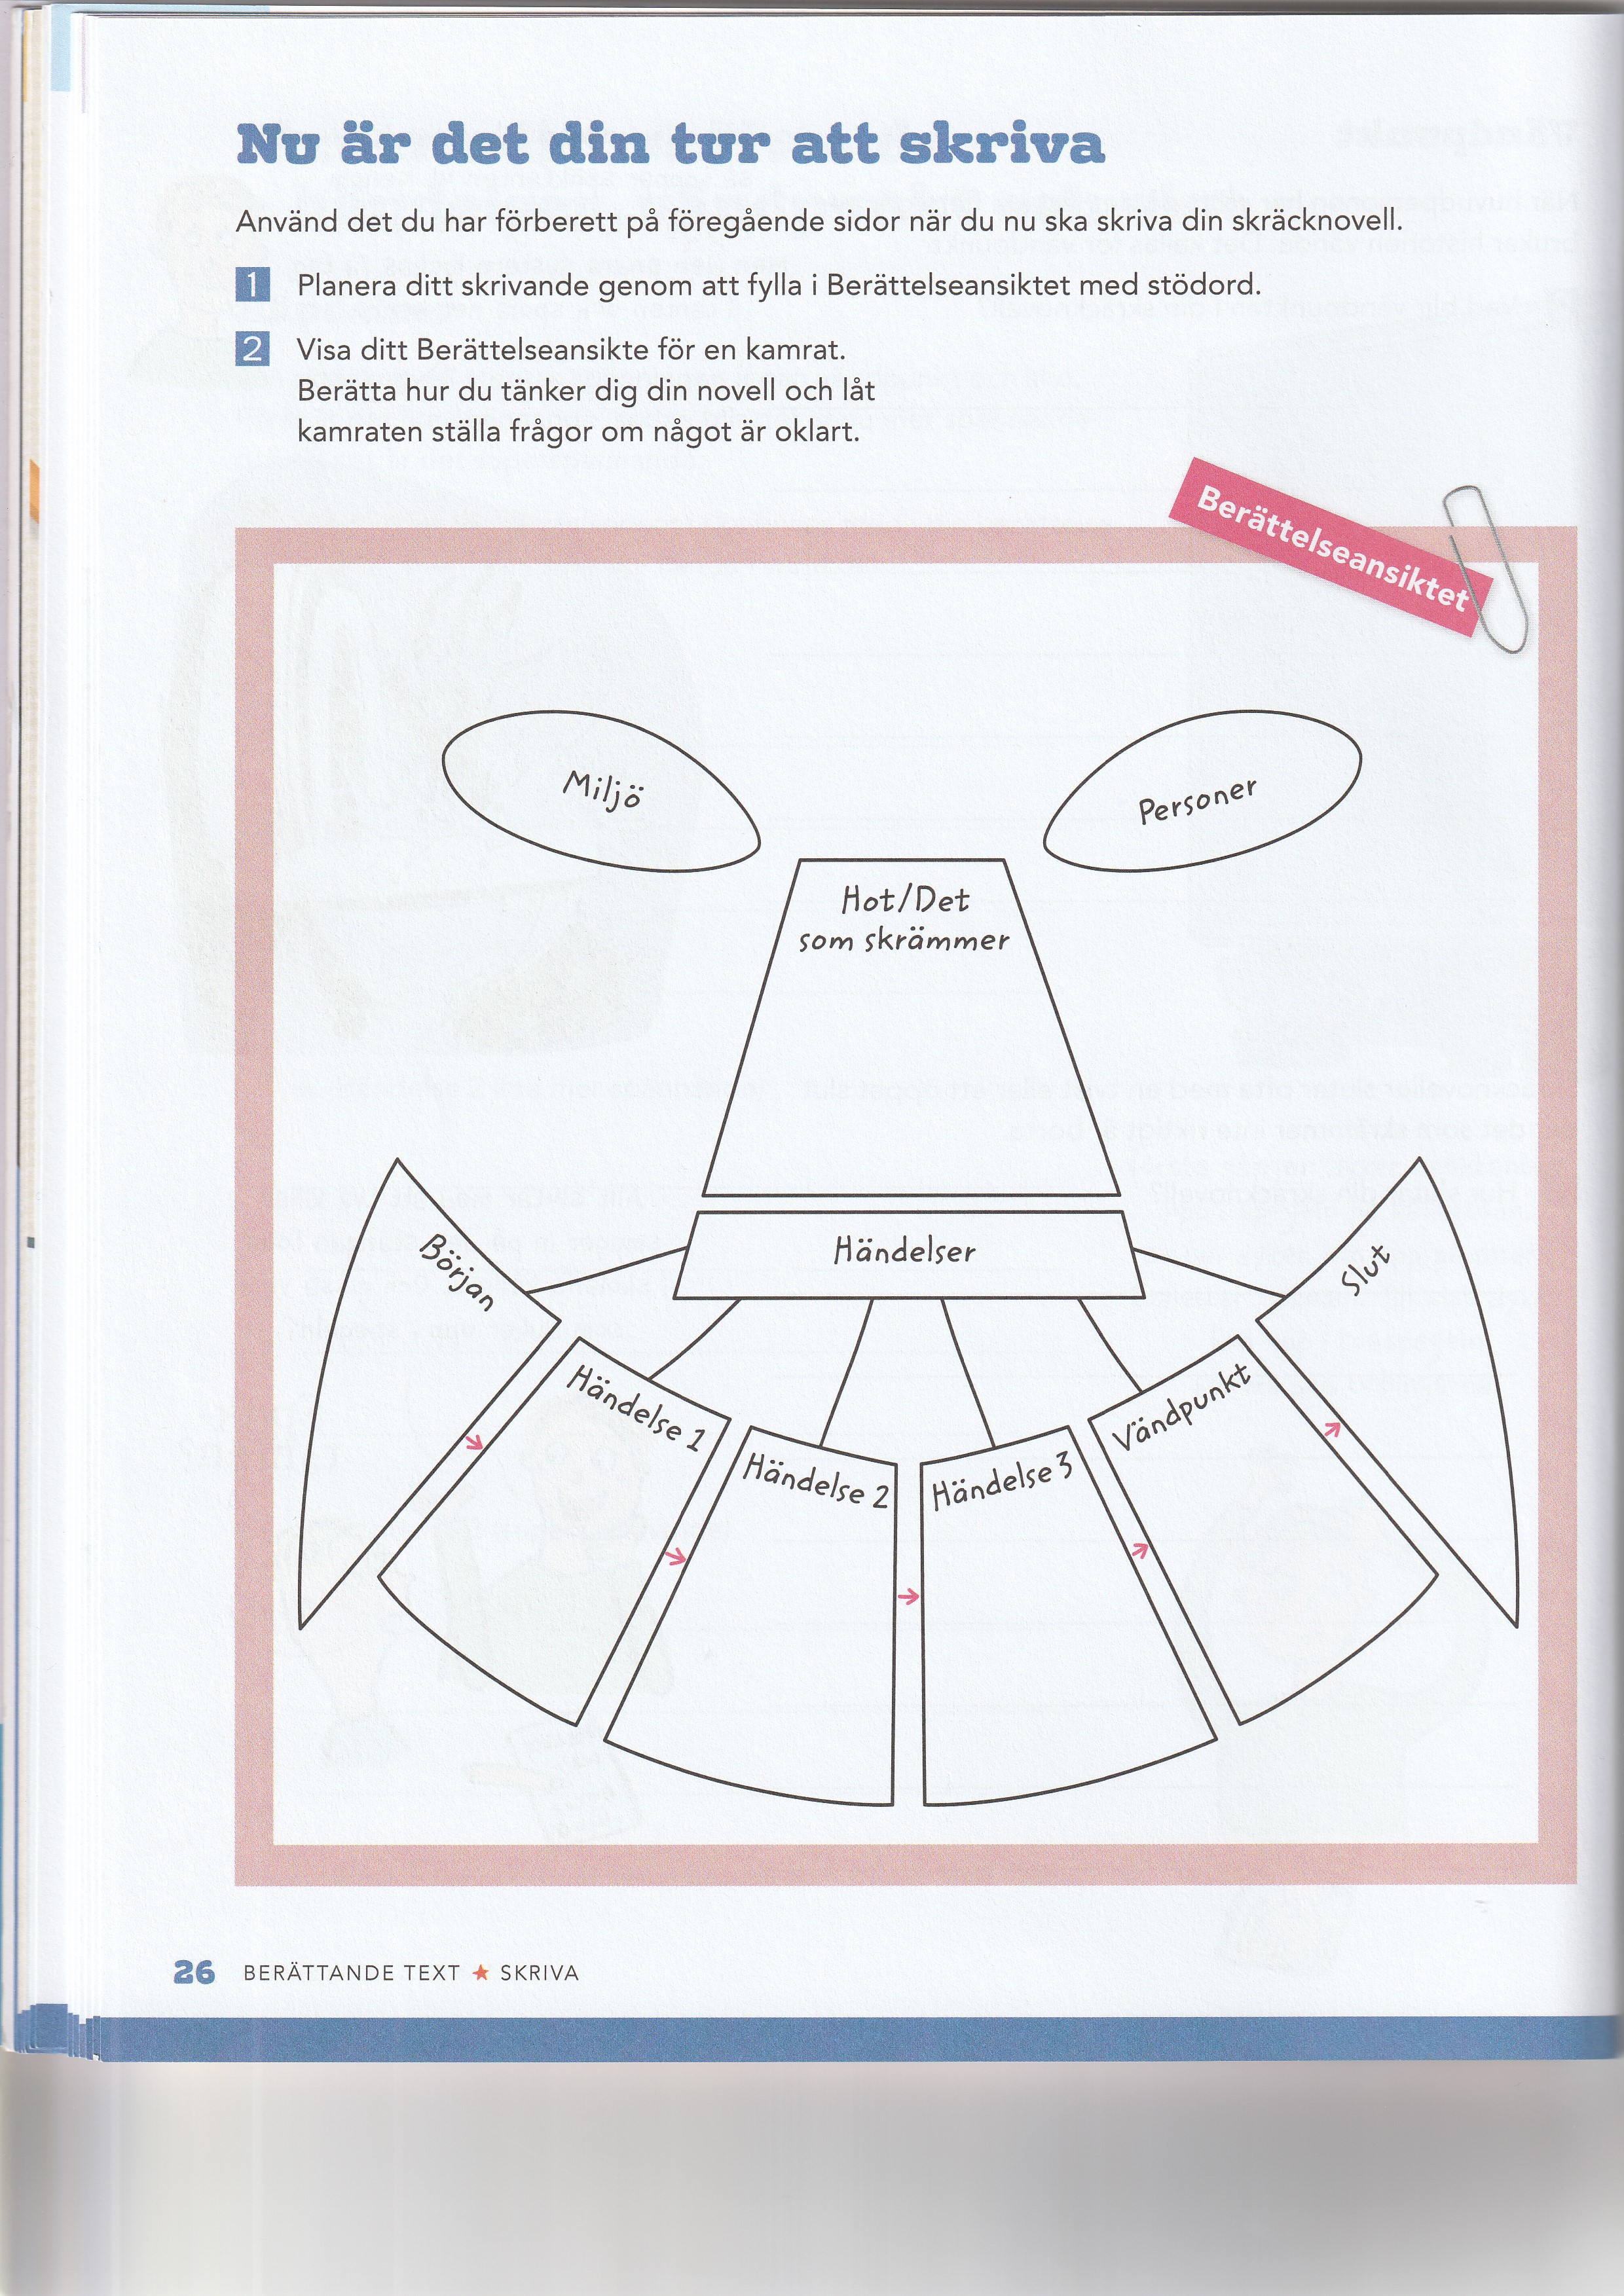 Nu är det din tur att skriva
Använd det du har förberett på föregående sidor när du nu ska skriva din skräcknovell.
1 Planera ditt skrivande genom att fylla i Berättelseansiktet med stödord.
2 Visa ditt Berättelseansikte för en kamrat.
Berätta hur du tänker dig din novell och låt
kamraten ställa frågor om något är oklart.
Berättelseansiktet
Miljö
Personer
Hot/Det
som skrämmer
Händelser
Början
Händelse 1
Händelse 2
Händelse 3
Vändpunkt
Slut
26 BERÄTTANDE TEXT ★ SKRIVA